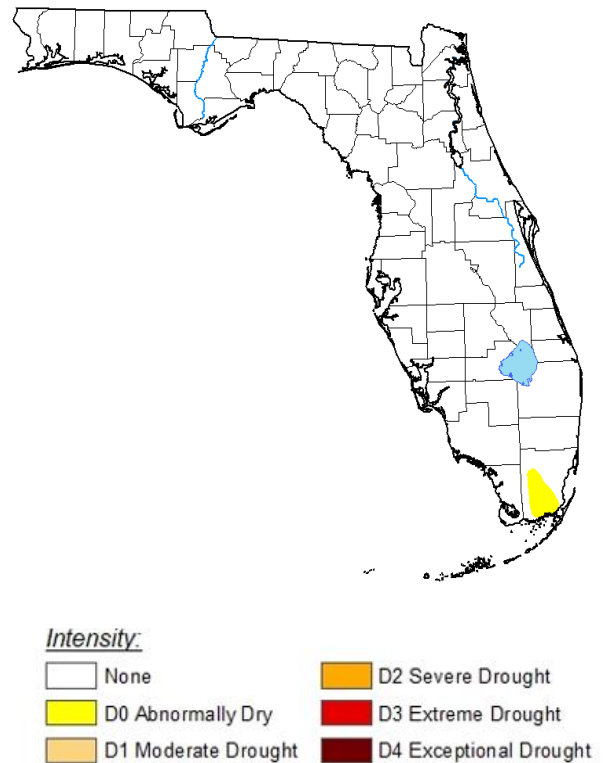 Intensity:
None
D0 Abnormally Dry
D1 Moderate Drought
D2 Severe Drought
D3 Extreme Drought
D4 Exceptional Drought